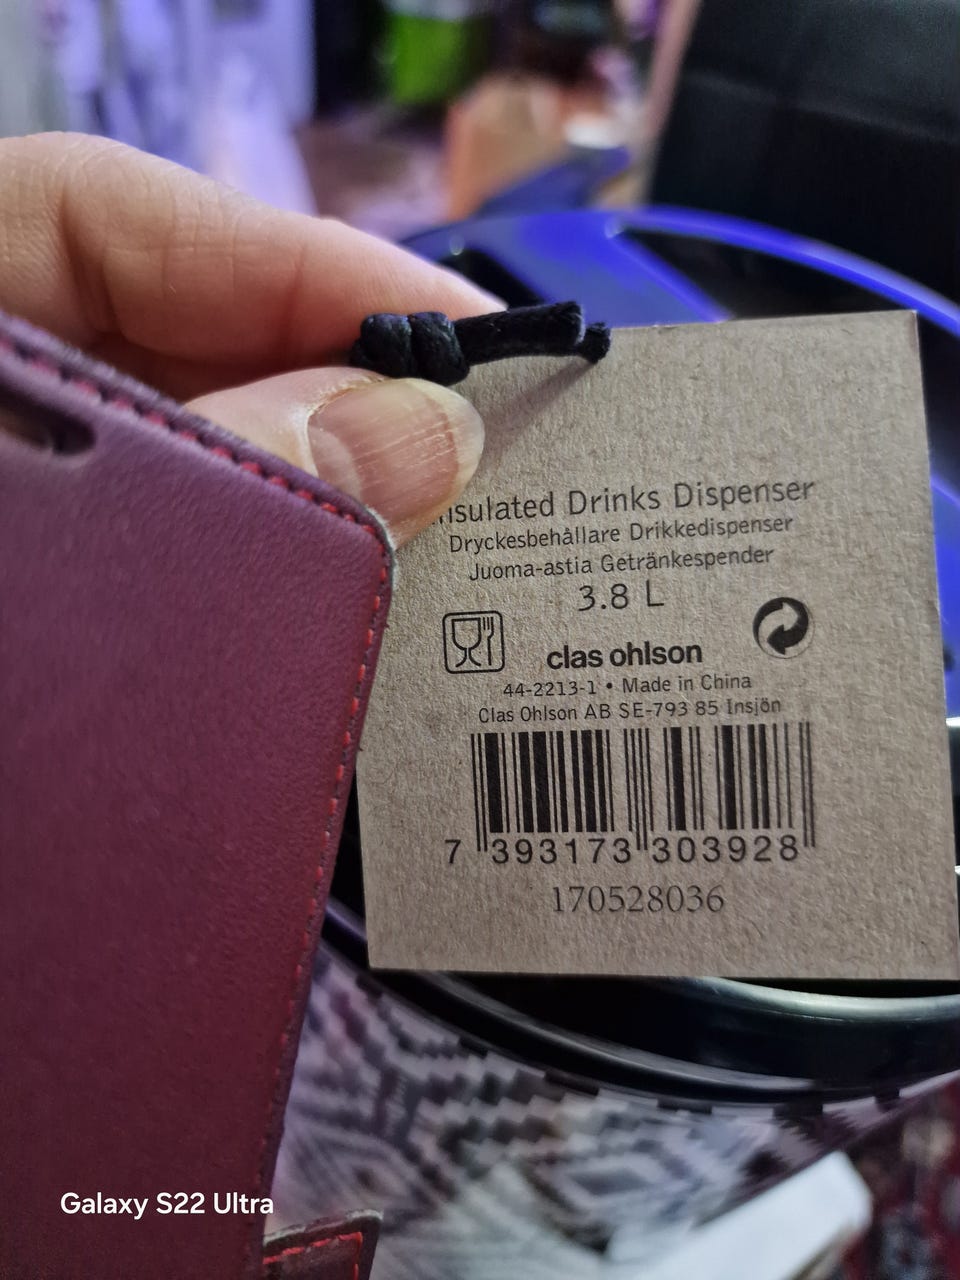 Insulated Drinks Dispenser
Dryckesbehållare Drikkedispenser
Juoma-astia Getränkespender
3.8 L
clas ohlson
44-2213-1 • Made in China
Clas Ohlson AB SE-793 85 Insjön
7 393173 303928
170528036
Galaxy S22 Ultra